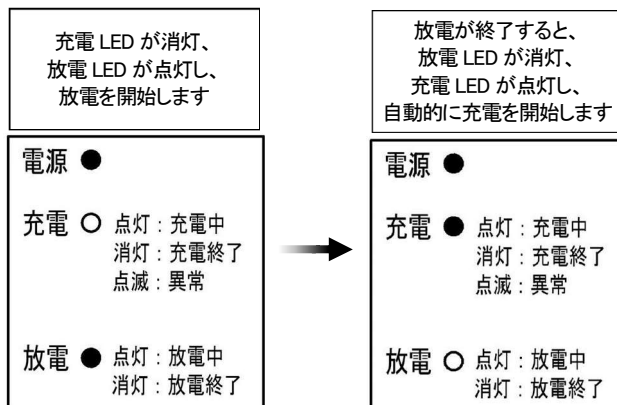 充電 LED が消灯、
放電 LED が点灯し、
放電を開始します
電源 ●
充電 ○ 点灯：充電中
消灯：充電終了
点滅：異常
放電 ● 点灯：放電中
消灯：放電終了
放電が終了すると、
放電 LED が消灯、
充電 LED が点灯し、
自動的に充電を開始します
電源 ●
充電 ● 点灯：充電中
消灯：充電終了
点滅：異常
放電 ○ 点灯：放電中
消灯：放電終了